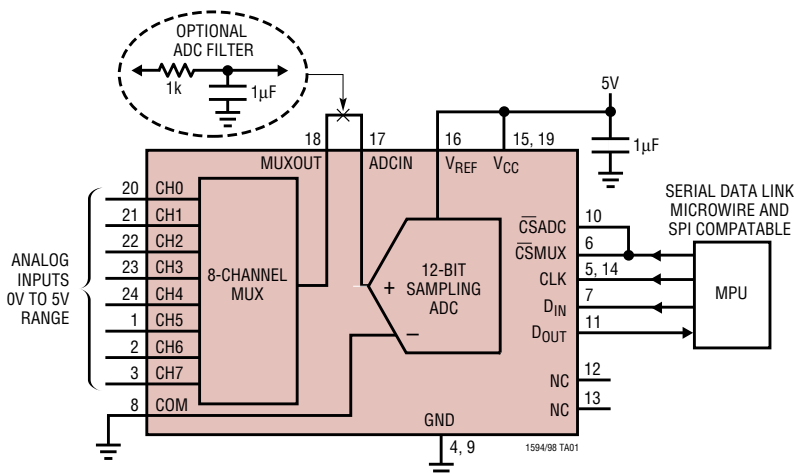 OPTIONAL
ADC FILTER
1k
1µF
5V
18
17
16
15, 19
1µF
MUXOUT
ADCIN
VREF
VCC
SERIAL DATA LINK
MICROWIRE AND
SPI COMPATABLE
ANALOG
INPUTS
0V TO 5V
RANGE
20 CH0
21 CH1
22 CH2
23 CH3
24 CH4
1 CH5
2 CH6
3 CH7
8 COM
8-CHANNEL
MUX
+
12-BIT
SAMPLING
ADC
–
CSADC 10
CSMUX 6
CLK 5, 14
DIN 7
DOUT 11
NC 12
NC 13
MPU
GND
4, 9
1594/98 TA01